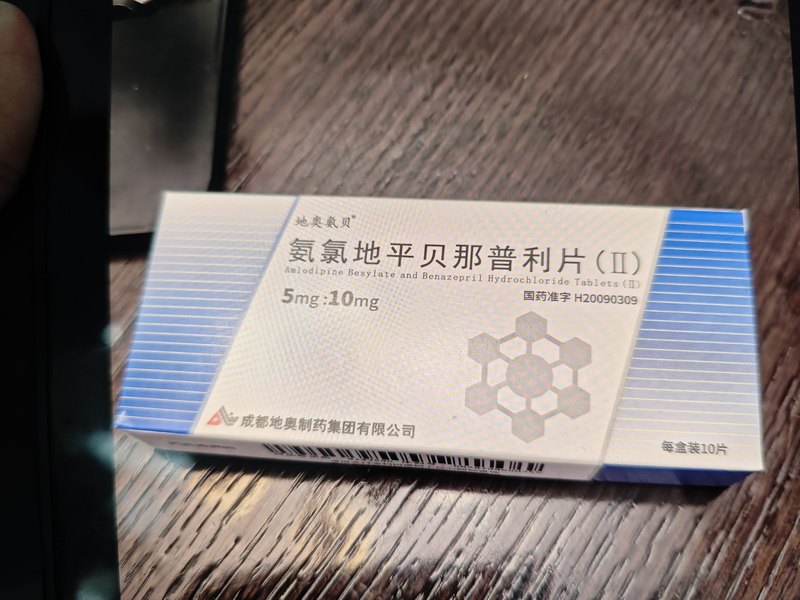 地奥氨贝®
氨氯地平贝那普利片(Ⅱ)
Amlodipine Besylate and Benazepril Hydrochloride Tablets (Ⅱ)
5mg:10mg
国药准字 H20090309
成都地奥制药集团有限公司
每盒装10片